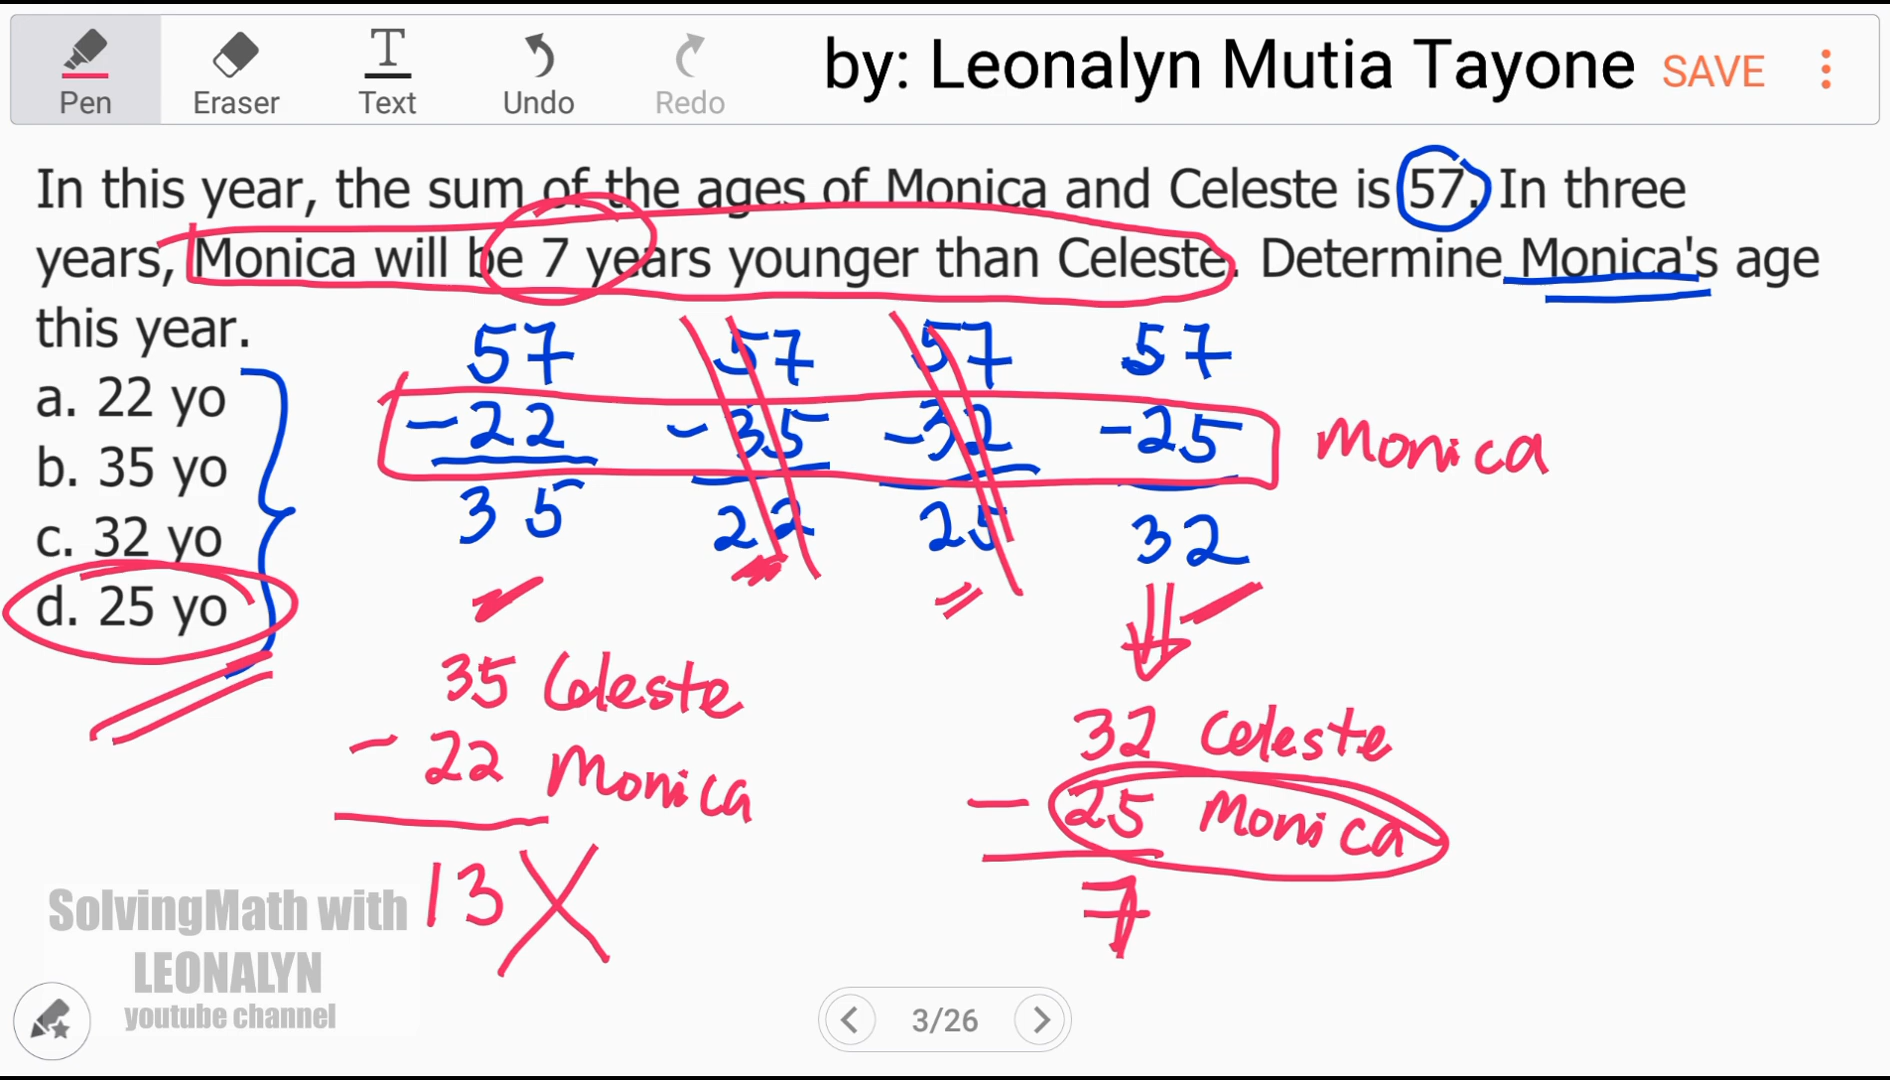 Pen
Eraser
Text
Undo
Redo
by: Leonalyn Mutia Tayone
SAVE
In this year, the sum of the ages of Monica and Celeste is 57. In three
years, Monica will be 7 years younger than Celeste. Determine Monica's age
this year.
a. 22 yo
b. 35 yo
c. 32 yo
d. 25 yo
57 57 57 57
-22 -35 -32 -25 Monica
35 22 25 32
35 Celeste
- 22 Monica
13 X
32 Celeste
- 25 Monica
7
SolvingMath with
LEONALYN
youtube channel
3/26